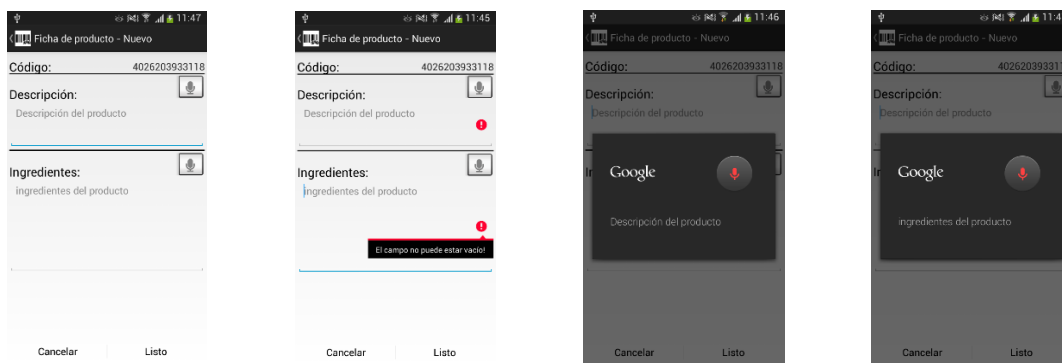 11:47
Ficha de producto - Nuevo
Código: 4026203933118
Descripción:
Descripción del producto
Ingredientes:
ingredientes del producto
Cancelar Listo
11:45
Ficha de producto - Nuevo
Código: 4026203933118
Descripción:
Descripción del producto
Ingredientes:
ingredientes del producto
El campo no puede estar vacio!
Cancelar Listo
11:46
Ficha de producto - Nuevo
Código: 4026203933118
Descripción:
Descripción del producto
Google
Descripción del producto
Cancelar Listo
Ficha de producto - Nuevo
Código:
Descripción:
Descripción del producto
Google
ingredientes del producto
Cancelar Listo